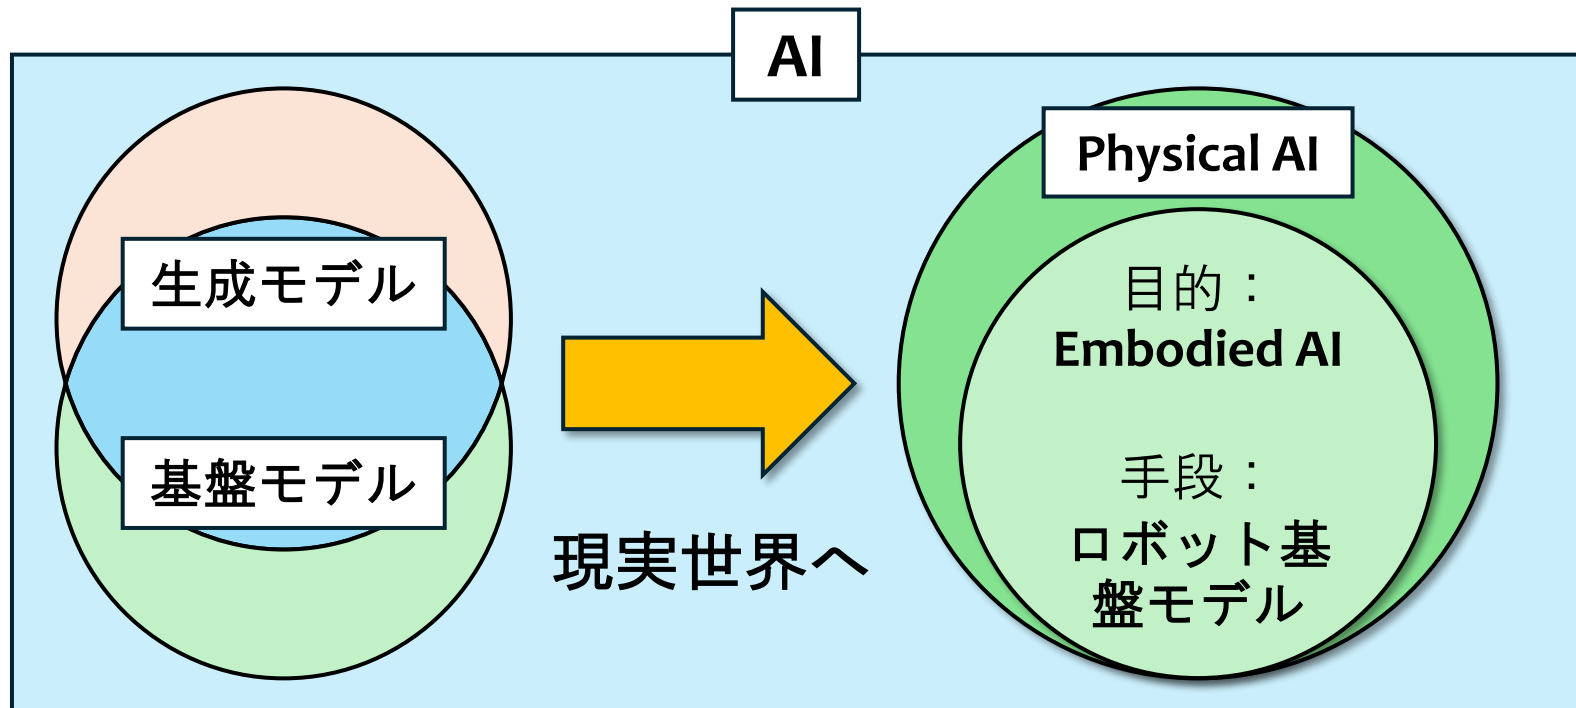 AI
生成モデル
基盤モデル
現実世界へ
Physical AI
目的：
Embodied AI
手段：
ロボット基
盤モデル